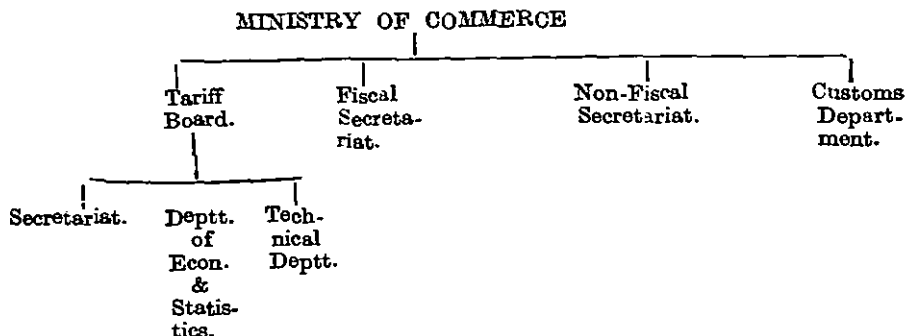 MINISTRY OF COMMERCE
Tariff
Board.
Fiscal
Secreta-
riat.
Non-Fiscal
Secretariat.
Customs
Depart-
ment.
Secretariat.
Deptt.
of
Econ.
&
Statis-
tics.
Tech-
nical
Deptt.